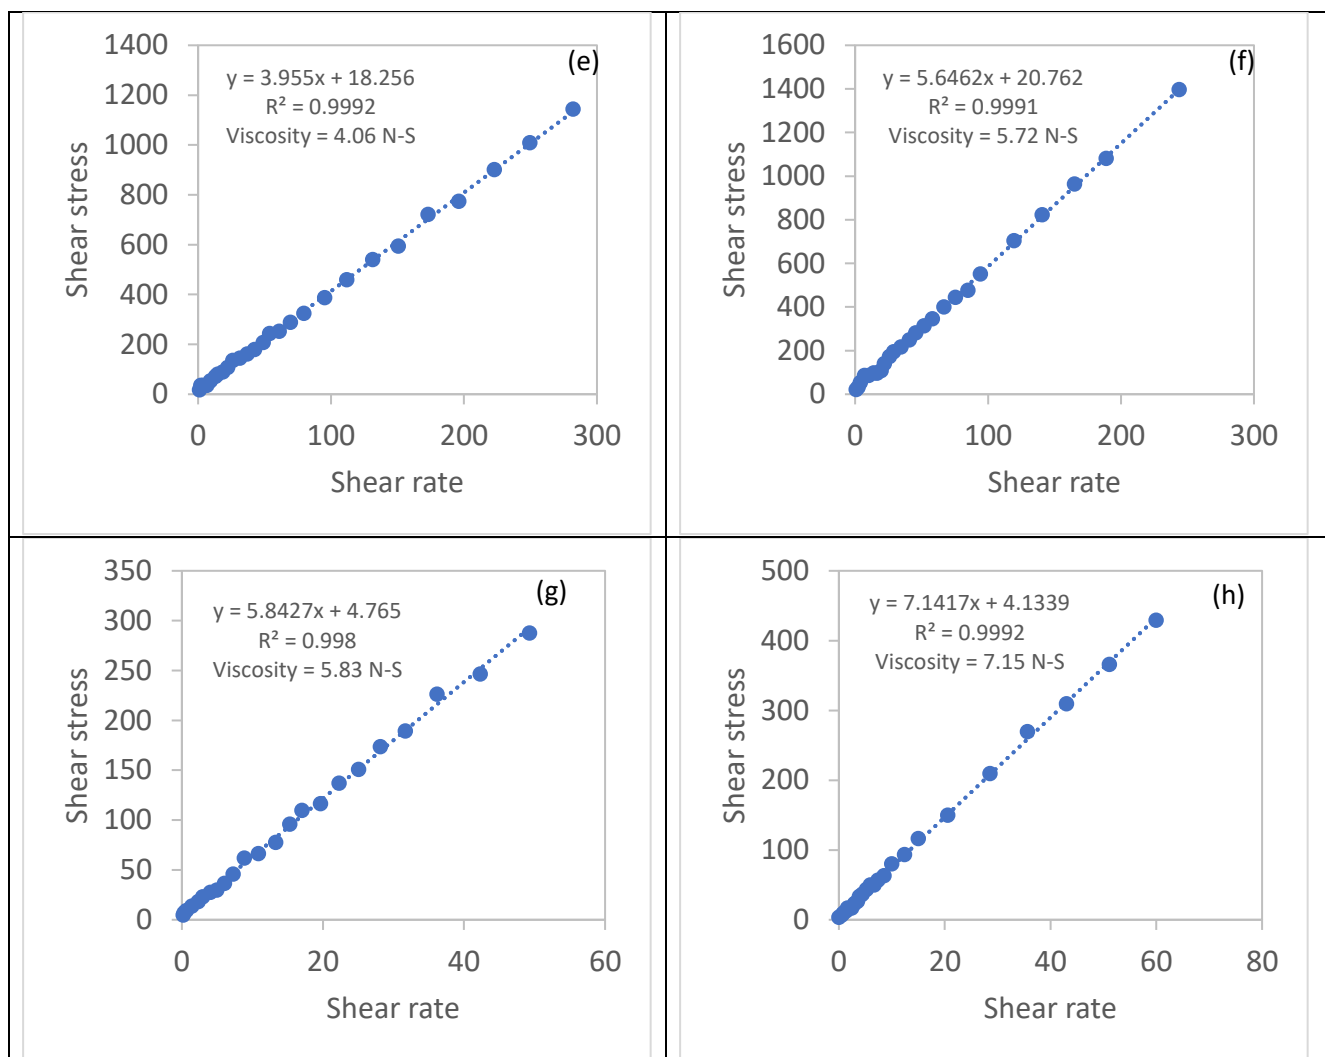 (e)
y = 3.955x + 18.256
R² = 0.9992
Viscosity = 4.06 N-S
1400
1200
1000
800
600
400
200
0
0 100 200 300
Shear stress
Shear rate
(f)
y = 5.6462x + 20.762
R² = 0.9991
Viscosity = 5.72 N-S
1600
1400
1200
1000
800
600
400
200
0
0 100 200 300
Shear stress
Shear rate
(g)
y = 5.8427x + 4.765
R² = 0.998
Viscosity = 5.83 N-S
350
300
250
200
150
100
50
0
0 20 40 60
Shear stress
Shear rate
(h)
y = 7.1417x + 4.1339
R² = 0.9992
Viscosity = 7.15 N-S
500
400
300
200
100
0
0 20 40 60 80
Shear stress
Shear rate